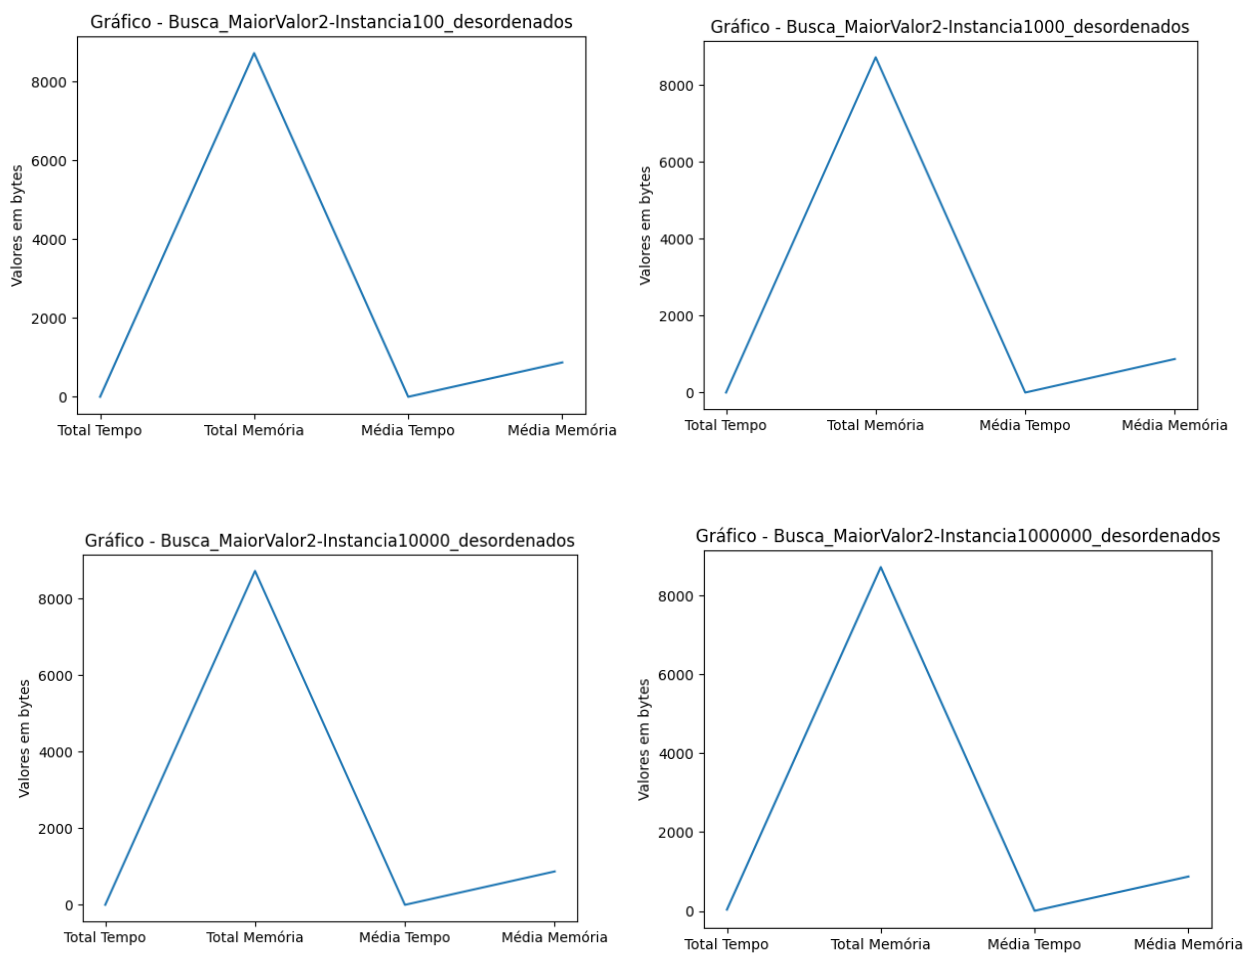 Gráfico - Busca_MaiorValor2-Instancia100_desordenados
Valores em bytes
8000
6000
4000
2000
0
Total Tempo
Total Memória
Média Tempo
Média Memória
Gráfico - Busca_MaiorValor2-Instancia1000_desordenados
Valores em bytes
8000
6000
4000
2000
0
Total Tempo
Total Memória
Média Tempo
Média Memória
Gráfico - Busca_MaiorValor2-Instancia10000_desordenados
Valores em bytes
8000
6000
4000
2000
0
Total Tempo
Total Memória
Média Tempo
Média Memória
Gráfico - Busca_MaiorValor2-Instancia1000000_desordenados
Valores em bytes
8000
6000
4000
2000
0
Total Tempo
Total Memória
Média Tempo
Média Memória